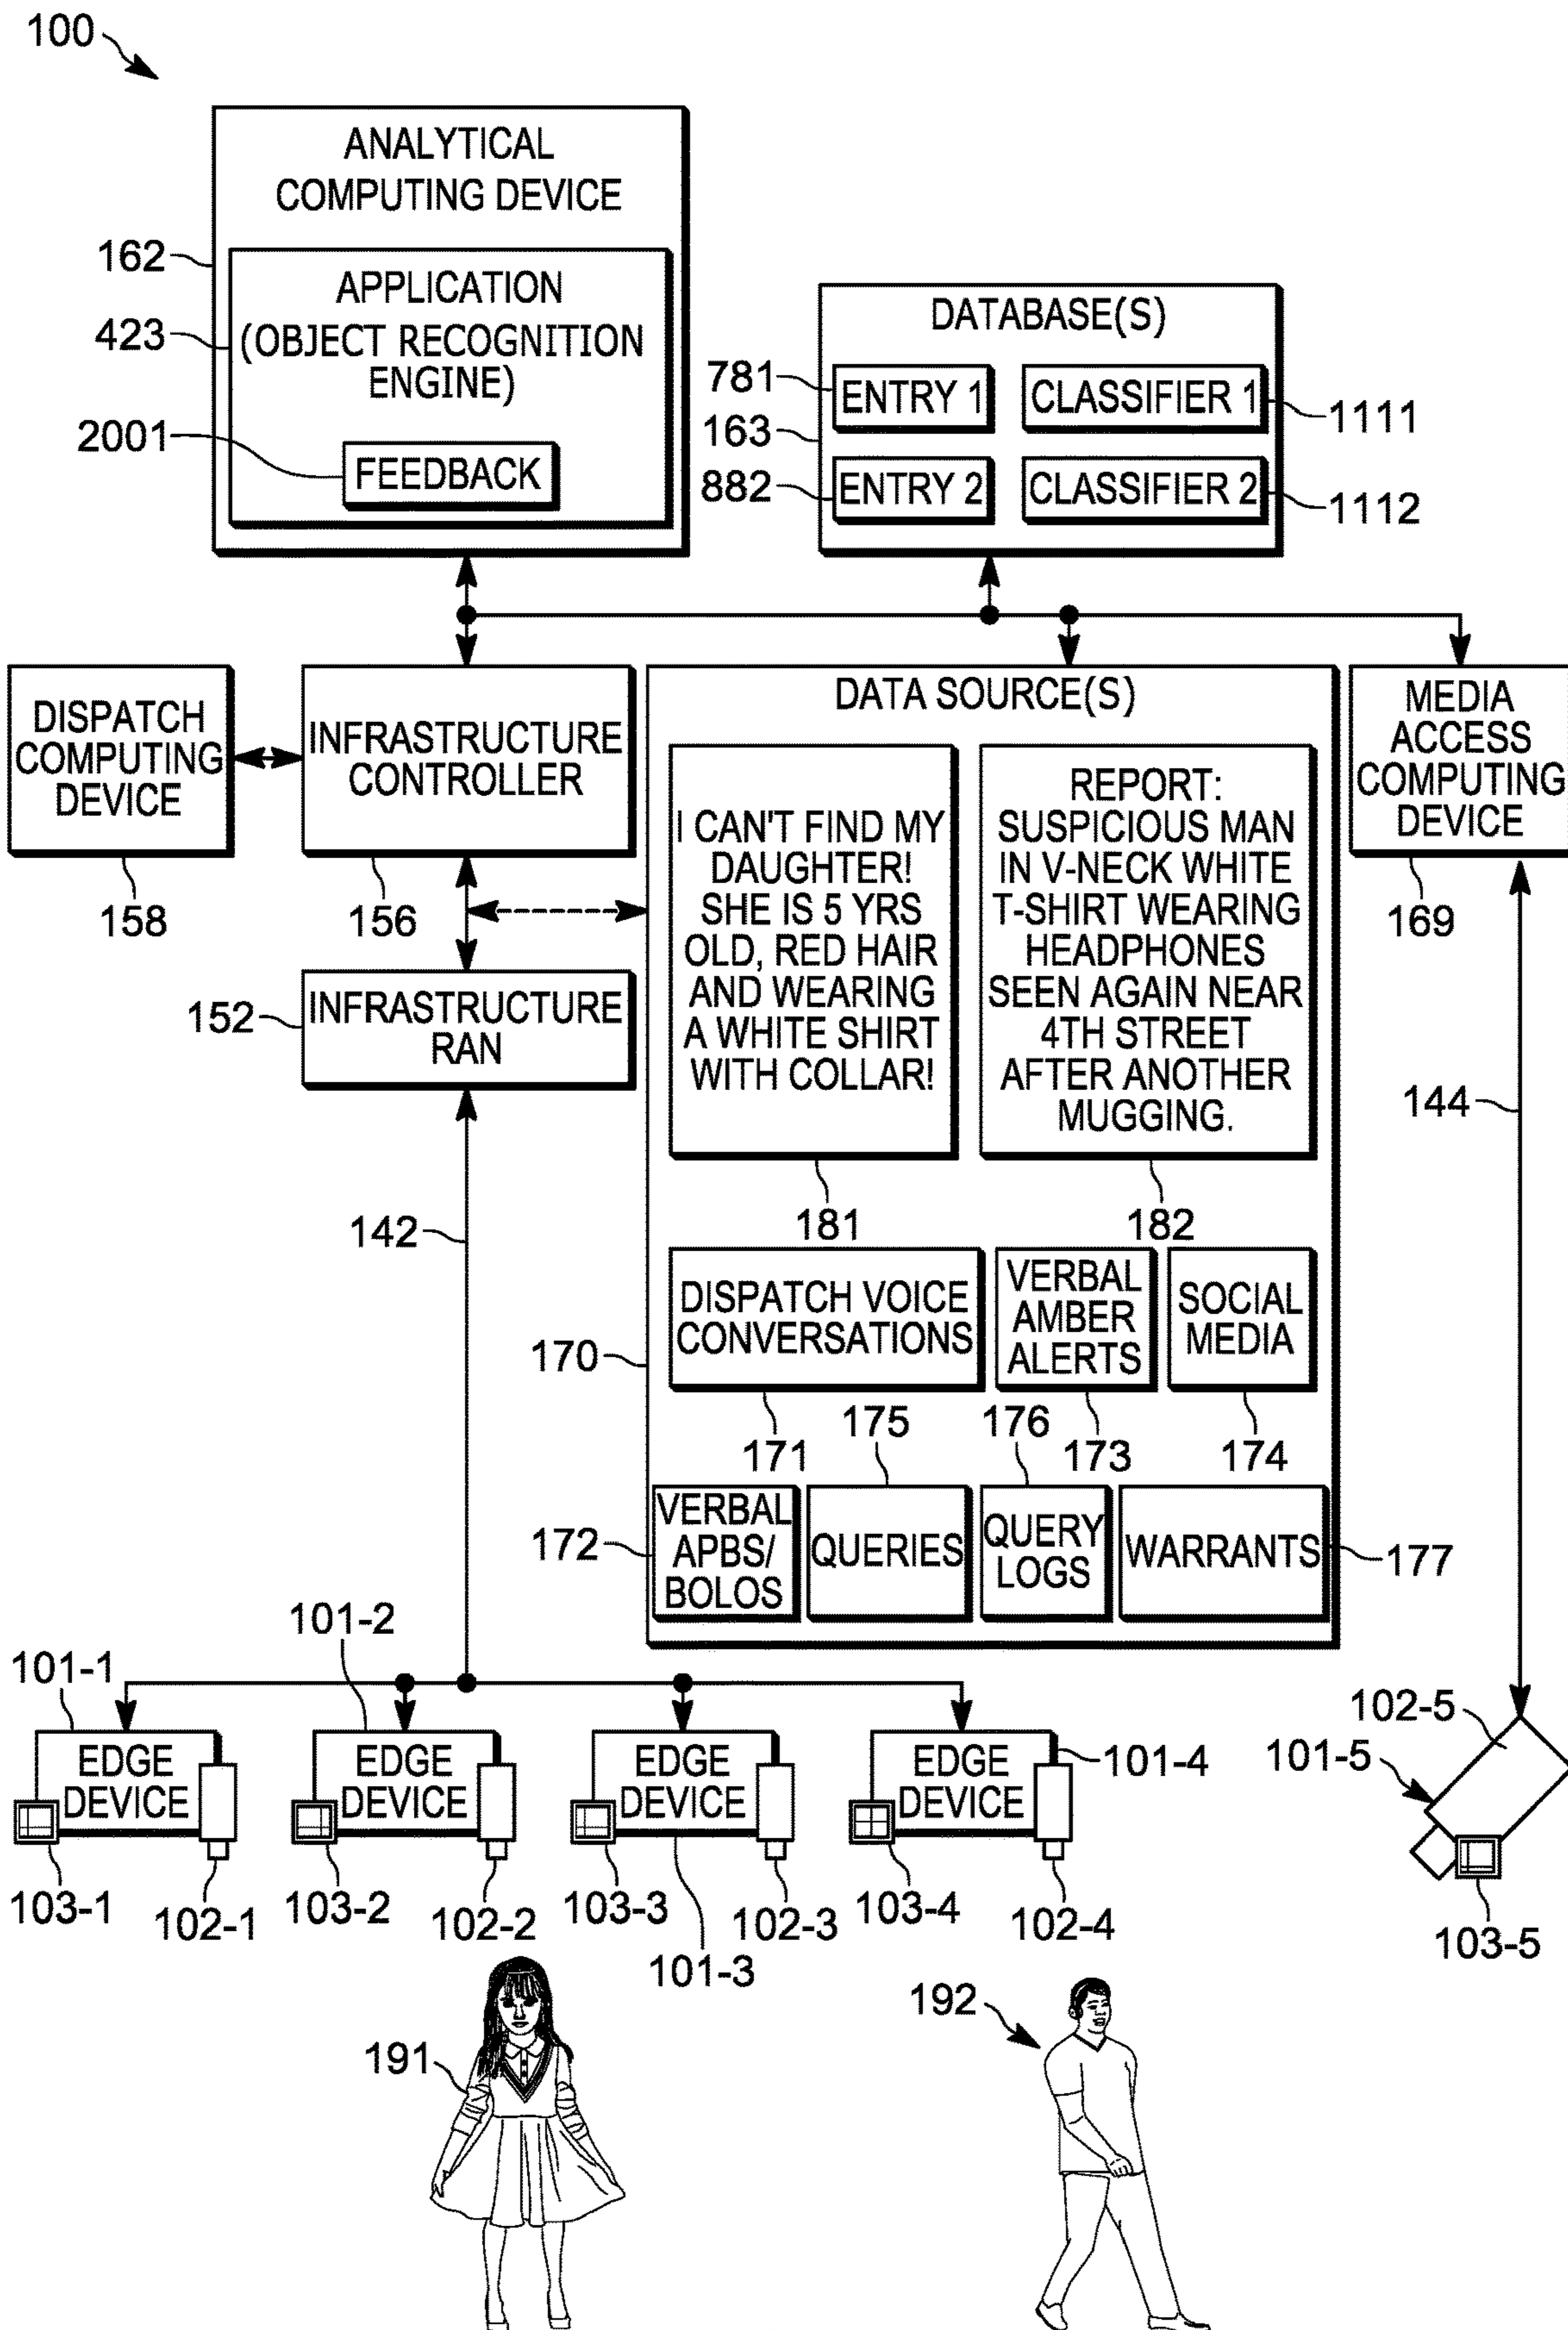 100
ANALYTICAL
COMPUTING DEVICE
162
APPLICATION
423
(OBJECT RECOGNITION
ENGINE)
2001
FEEDBACK
DATABASE(S)
781
ENTRY 1
CLASSIFIER 1
1111
163
882
ENTRY 2
CLASSIFIER 2
1112
DISPATCH
COMPUTING
DEVICE
158
INFRASTRUCTURE
CONTROLLER
156
152
INFRASTRUCTURE
RAN
142
DATA SOURCE(S)
I CAN'T FIND MY
DAUGHTER!
SHE IS 5 YRS
OLD, RED HAIR
AND WEARING
A WHITE SHIRT
WITH COLLAR!
181
REPORT:
SUSPICIOUS MAN
IN V-NECK WHITE
T-SHIRT WEARING
HEADPHONES
SEEN AGAIN NEAR
4TH STREET
AFTER ANOTHER
MUGGING.
182
MEDIA
ACCESS
COMPUTING
DEVICE
169
144
170
DISPATCH VOICE
CONVERSATIONS
171
VERBAL
AMBER
ALERTS
173
SOCIAL
MEDIA
174
175
176
172
VERBAL
APBS/
BOLOS
QUERIES
QUERY
LOGS
WARRANTS
177
101-1
EDGE
DEVICE
103-1
102-1
101-2
EDGE
DEVICE
103-2
102-2
EDGE
DEVICE
103-3
102-3
101-3
EDGE
DEVICE
101-4
103-4
102-4
102-5
101-5
103-5
191
192